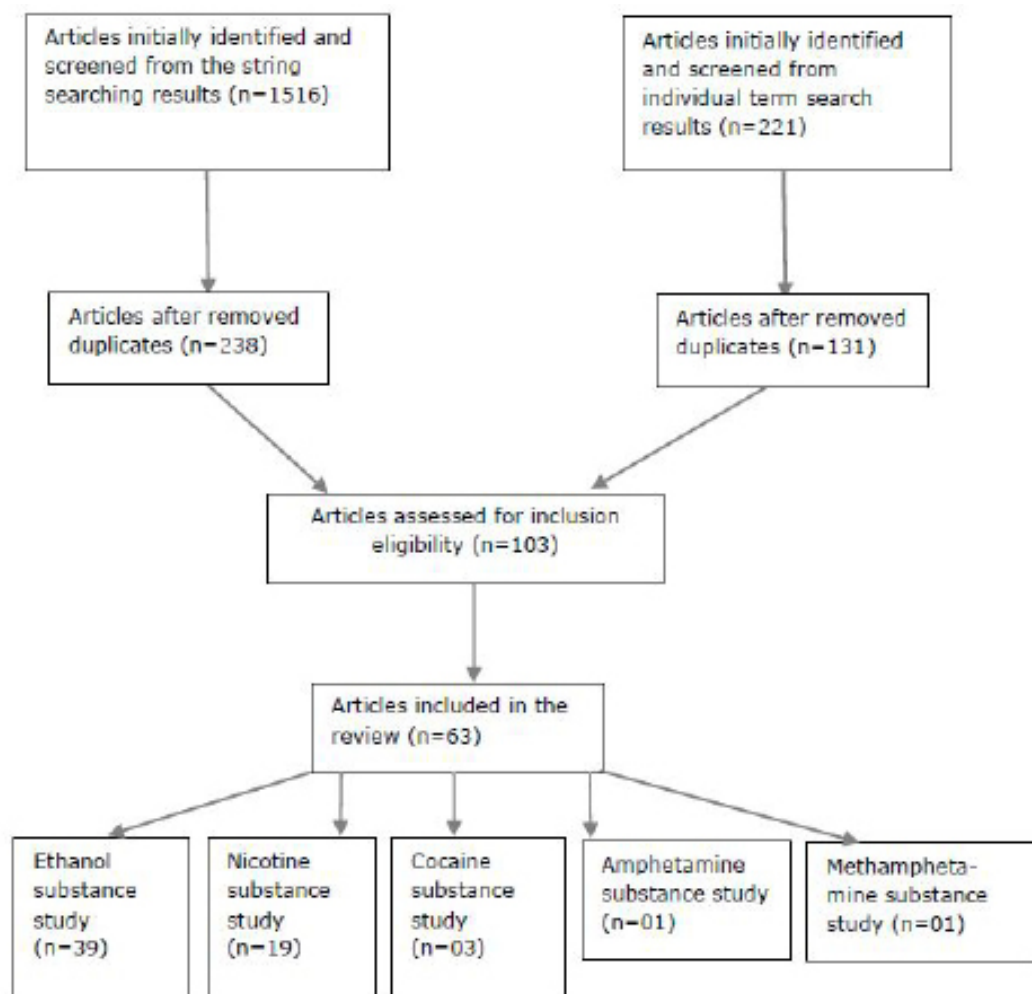 Articles initially identified and
screened from the string
searching results (n=1516)
Articles initially identified
and screened from
individual term search
results (n=221)
Articles after removed
duplicates (n=238)
Articles after removed
duplicates (n=131)
Articles assessed for inclusion
eligibility (n=103)
Articles included in the
review (n=63)
Ethanol
substance
study
(n=39)
Nicotine
substance
study
(n=19)
Cocaine
substance
study
(n=03)
Amphetamine
substance study
(n=01)
Methampheta-
mine substance
study (n=01)